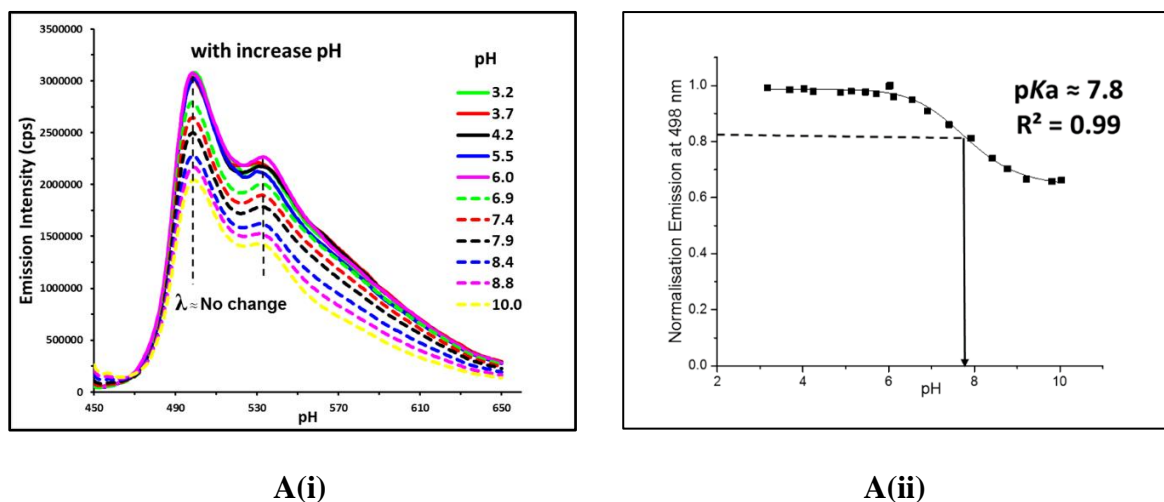 with increase pH
pH
3.2
3.7
4.2
5.5
6.0
6.9
7.4
7.9
8.4
8.8
10.0
λ ≈ No change
Emission Intensity (cps)
3500000
3000000
2500000
2000000
1500000
1000000
500000
0
450 490 530 570 610 650
pH
A(i)
pKa ≈ 7.8
R² = 0.99
Normalisation Emission at 498 nm
1.0
0.8
0.6
0.4
0.2
0.0
2 4 6 8 10
pH
A(ii)